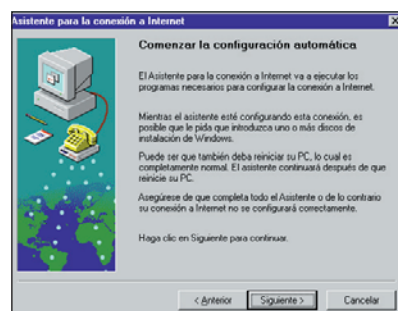 Asistente para la conexión a Internet
Comenzar la configuración automática
El Asistente para la conexión a Internet va a ejecutar los
programas necesarios para configurar la conexión a Internet.
Mientras el asistente esté configurando esta conexión, es
posible que le pida que introduzca uno o más discos de
instalación de Windows.
Puede ser que también deba reiniciar su PC, lo cual es
completamente normal. El asistente continuará después de que
reinicie su PC.
Asegúrese de que completa todo el Asistente o de lo contrario
su conexión a Internet no se configurará correctamente.
Haga clic en Siguiente para continuar.
< Anterior
Siguiente >
Cancelar